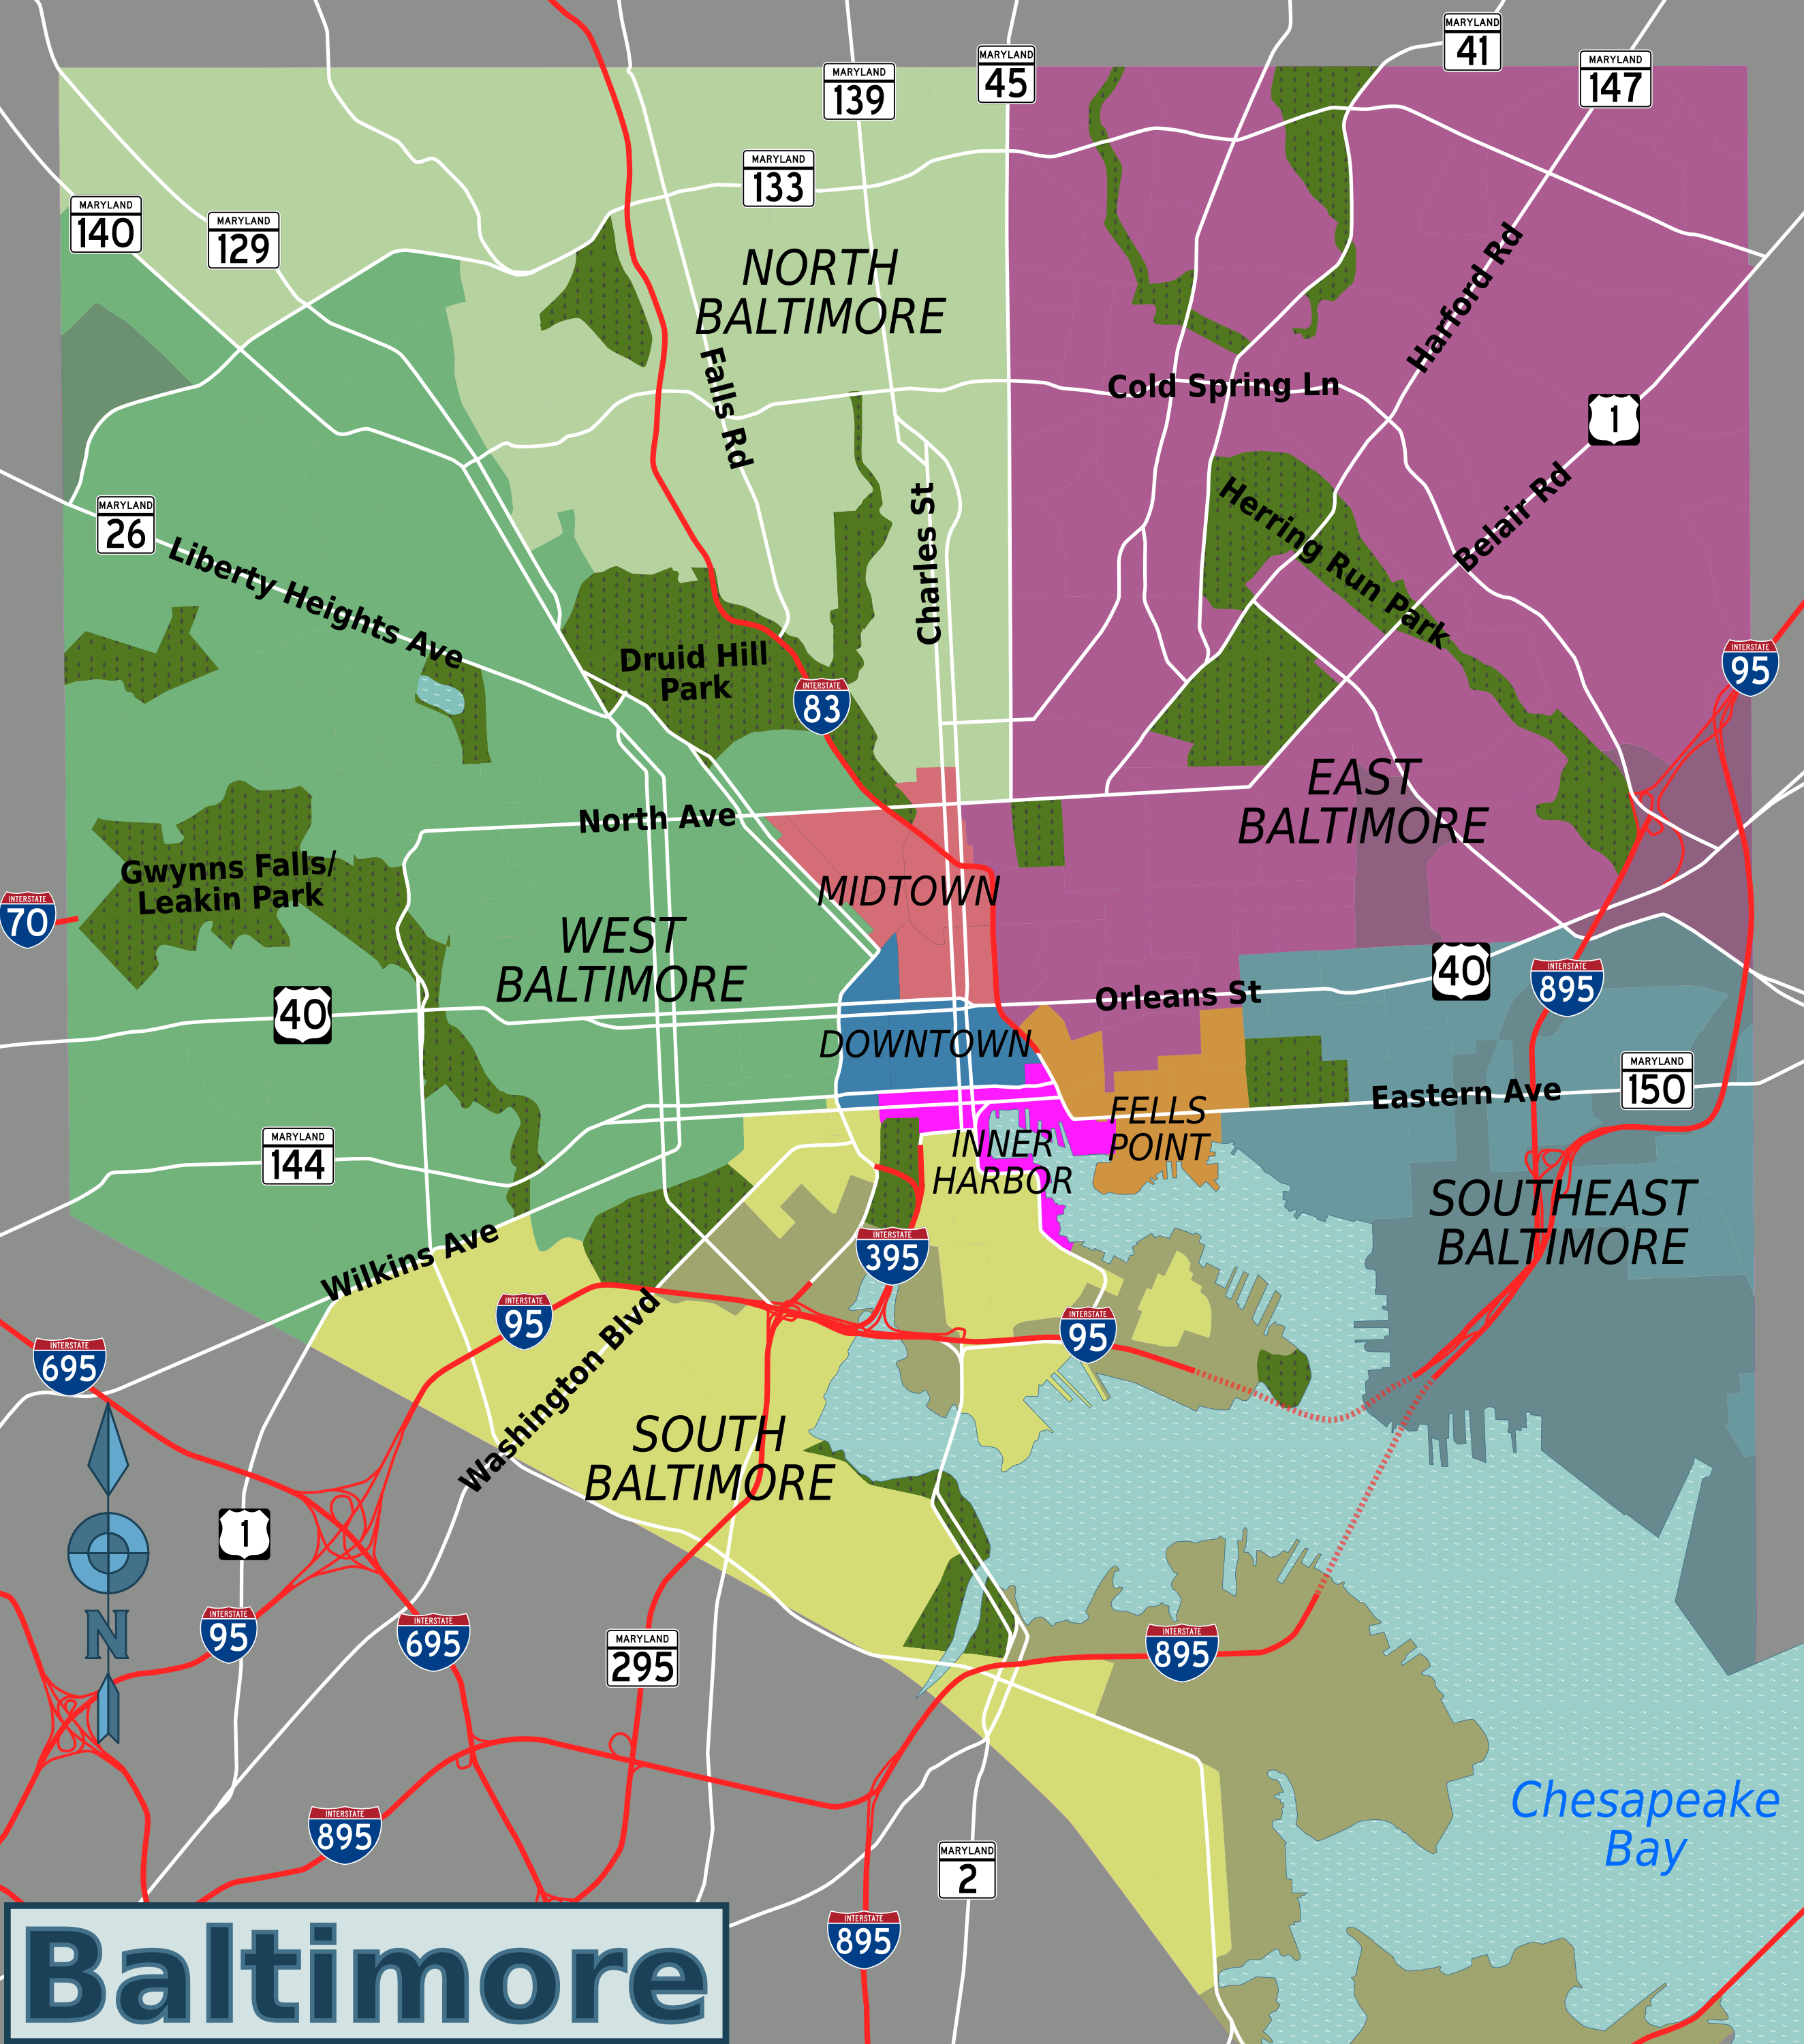 MARYLAND
41
MARYLAND
45
MARYLAND
147
MARYLAND
139
MARYLAND
133
MARYLAND
140
MARYLAND
129
NORTH
BALTIMORE
Harford Rd
Falls Rd
Cold Spring Ln
1
Charles St
Herring Run Park
Belair Rd
MARYLAND
26
Liberty Heights Ave
Druid Hill
Park
INTERSTATE
83
INTERSTATE
95
EAST
BALTIMORE
North Ave
Gwynns Falls/
Leakin Park
MIDTOWN
INTERSTATE
70
WEST
BALTIMORE
40
INTERSTATE
895
Orleans St
40
DOWNTOWN
MARYLAND
150
Eastern Ave
FELLS
POINT
INNER
HARBOR
MARYLAND
144
SOUTHEAST
BALTIMORE
Wilkins Ave
INTERSTATE
395
INTERSTATE
95
INTERSTATE
95
Washington Blvd
INTERSTATE
695
SOUTH
BALTIMORE
1
N
INTERSTATE
95
INTERSTATE
695
MARYLAND
295
INTERSTATE
895
Chesapeake
Bay
INTERSTATE
895
MARYLAND
2
INTERSTATE
895
Baltimore